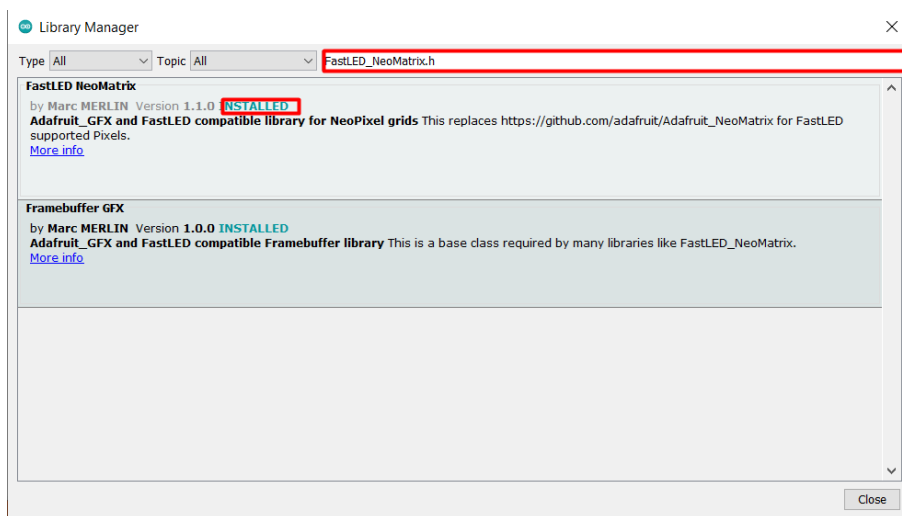 Library Manager
Type All Topic All FastLED_NeoMatrix.h
FastLED NeoMatrix
by Marc MERLIN Version 1.1.0 INSTALLED
Adafruit_GFX and FastLED compatible library for NeoPixel grids This replaces https://github.com/adafruit/Adafruit_NeoMatrix for FastLED
supported Pixels.
More info
Framebuffer GFX
by Marc MERLIN Version 1.0.0 INSTALLED
Adafruit_GFX and FastLED compatible Framebuffer library This is a base class required by many libraries like FastLED_NeoMatrix.
More info
Close